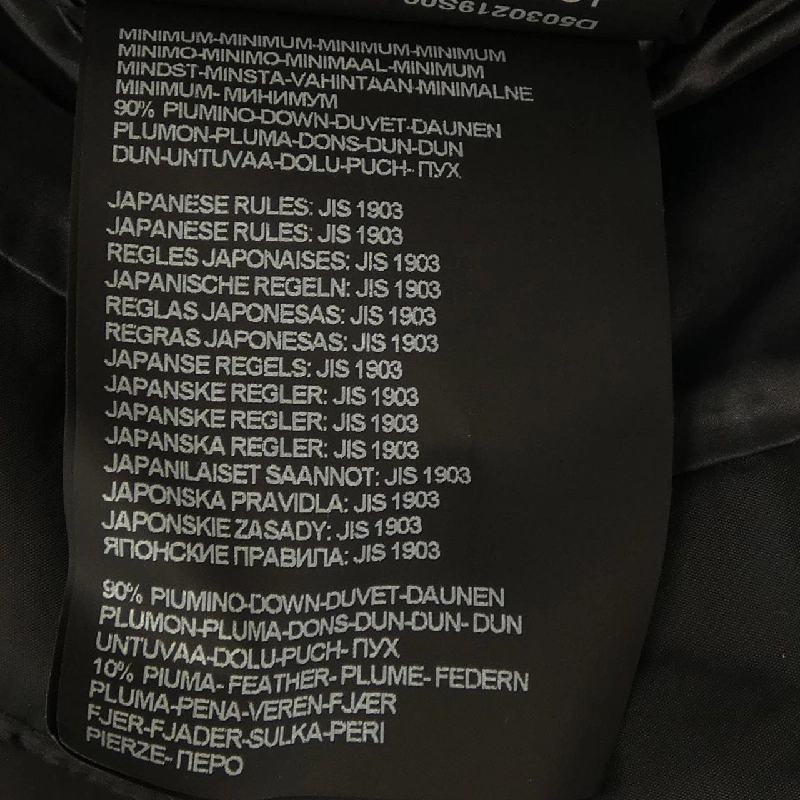 D5030219S00
MINIMUM-MINIMUM-MINIMUM-MINIMUM
MINIMO-MINIMO-MINIMAAL-MINIMUM
MINDST-MINSTA-VAHINTAAN-MINIMALNE
MINIMUM- МИНИМУМ
90% PIUMINO-DOWN-DUVET-DAUNEN
PLUMON-PLUMA-DONS-DUN-DUN
DUN-UNTUVAA-DOLU-PUCH- ПУХ
JAPANESE RULES: JIS 1903
JAPANESE RULES: JIS 1903
REGLES JAPONAISES: JIS 1903
JAPANISCHE REGELN: JIS 1903
REGLAS JAPONESAS: JIS 1903
REGRAS JAPONESAS: JIS 1903
JAPANSE REGELS: JIS 1903
JAPANSKE REGLER: JIS 1903
JAPANSKE REGLER: JIS 1903
JAPANSKA REGLER: JIS 1903
JAPANILAISET SAANNOT: JIS 1903
JAPONSKA PRAVIDLA: JIS 1903
JAPONSKIE ZASADY: JIS 1903
ЯПОНСКИЕ ПРАВИЛА: JIS 1903
90% PIUMINO-DOWN-DUVET-DAUNEN
PLUMON-PLUMA-DONS-DUN-DUN- DUN
UNTUVAA-DOLU-PUCH- ПУХ
10% PIUMA- FEATHER- PLUME- FEDERN
PLUMA-PENA-VEREN-FJÆR
FJER-FJADER-SULKA-PERI
PIERZE- ПЕРО